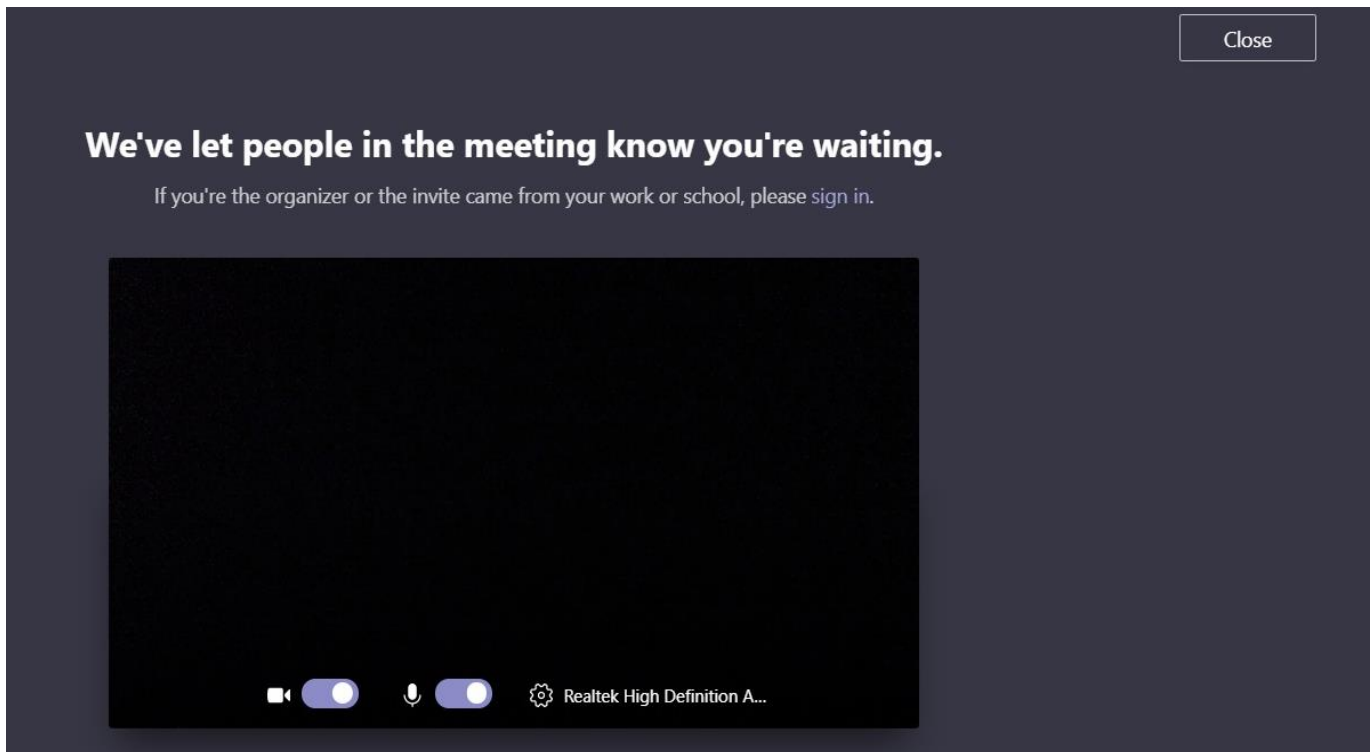 Close
We've let people in the meeting know you're waiting.
If you're the organizer or the invite came from your work or school, please sign in.
Realtek High Definition A...